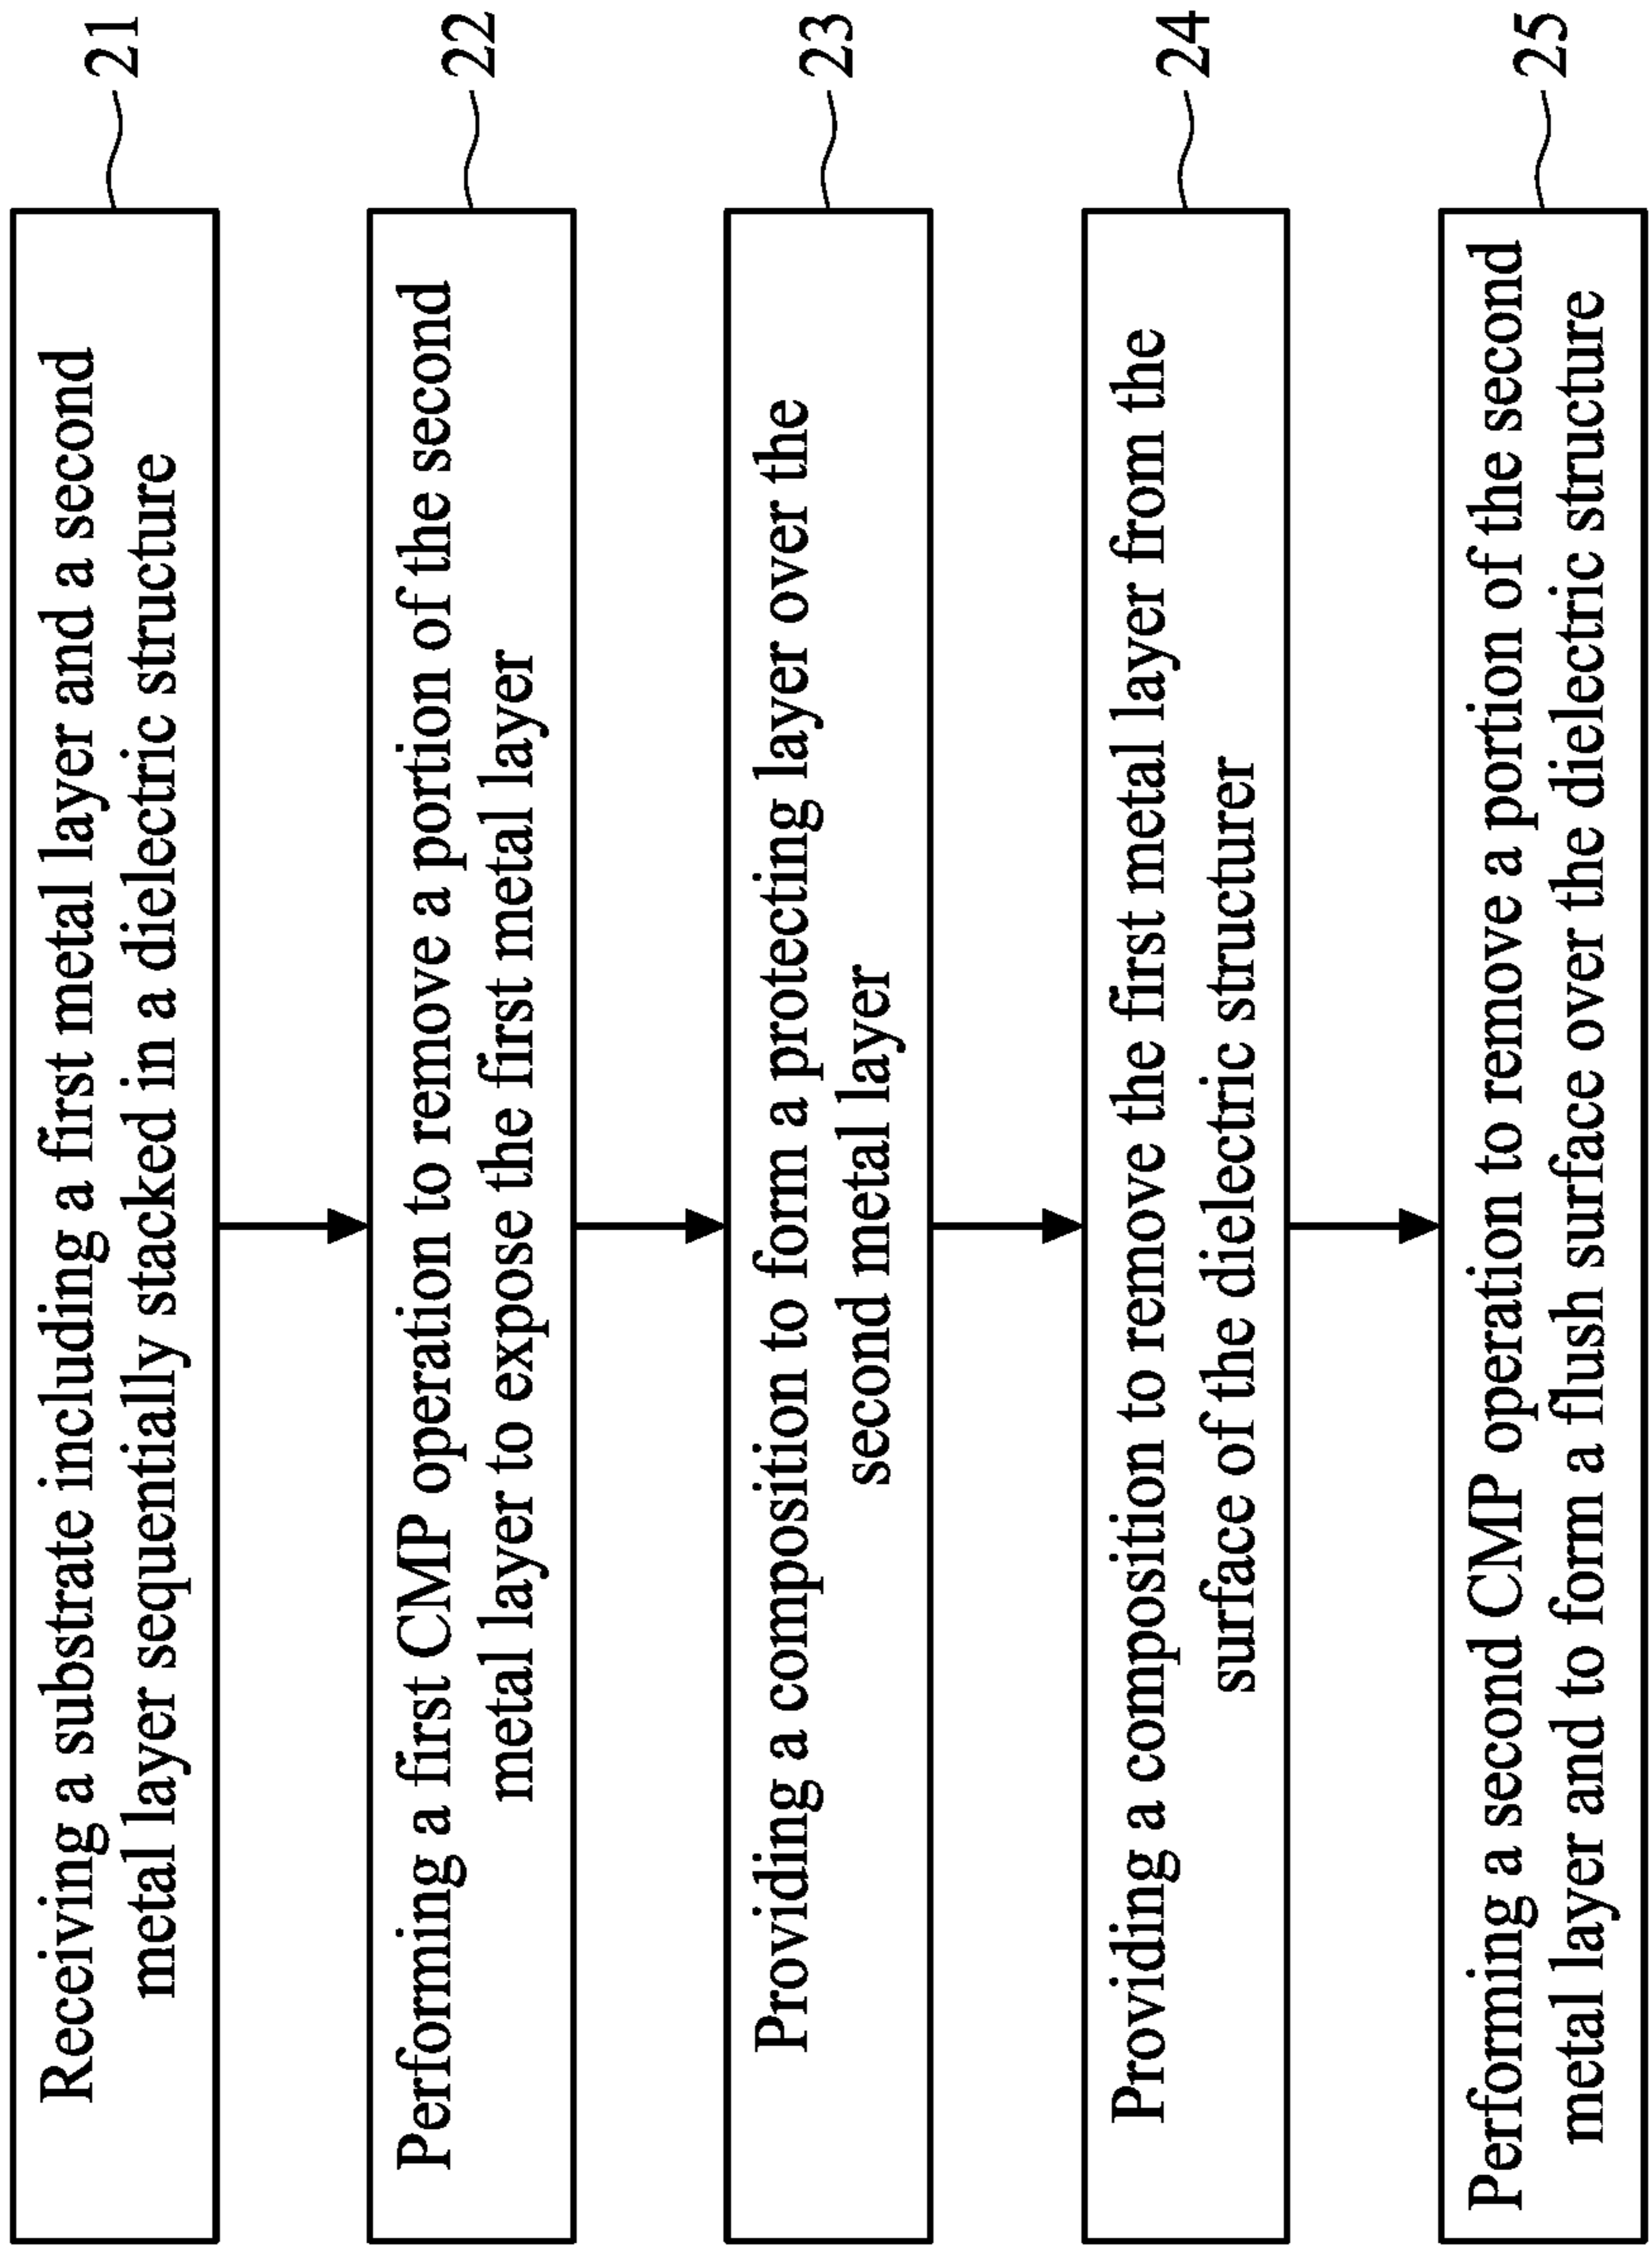 Receiving a substrate including a first metal layer and a second
metal layer sequentially stacked in a dielectric structure
21
Performing a first CMP operation to remove a portion of the second
metal layer to expose the first metal layer
22
Providing a composition to form a protecting layer over the
second metal layer
23
Providing a composition to remove the first metal layer from the
surface of the dielectric structurer
24
Performing a second CMP operation to remove a portion of the second
metal layer and to form a flush surface over the dielectric structure
25